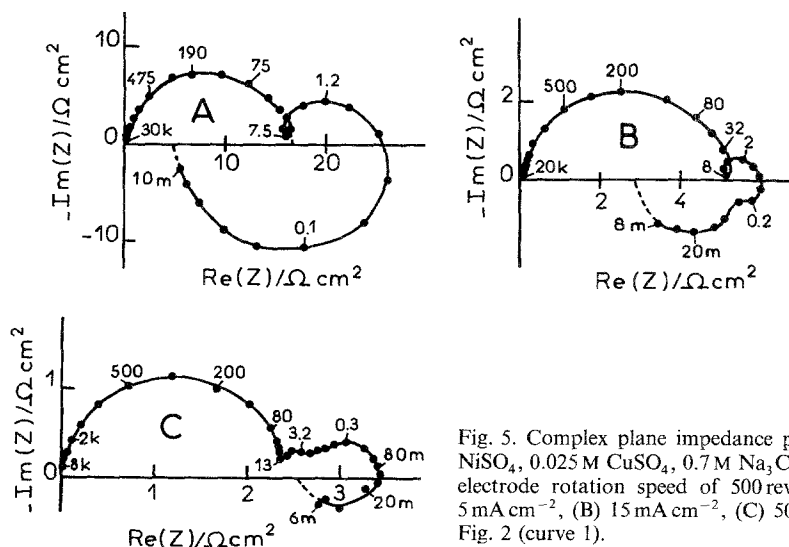 10
0
-10
-Im(Z)/Ω cm²
30k
475
190
75
7.5
1.2
0.1
10m
A
10
20
Re(Z)/Ω cm²
2
0
-Im(Z)/Ω cm²
20k
500
200
80
32
8
2
0.2
20m
8m
B
2
4
Re(Z)/Ω cm²
1
0
-Im(Z)/Ω cm²
8k
2k
500
200
80
13
3.2
0.3
80m
20m
6m
C
1
2
3
Re(Z)/Ω cm²
Fig. 5. Complex plane impedance p
NiSO₄, 0.025 M CuSO₄, 0.7 M Na₃C
electrode rotation speed of 500 rev
5 mA cm⁻², (B) 15 mA cm⁻², (C) 50
Fig. 2 (curve 1).